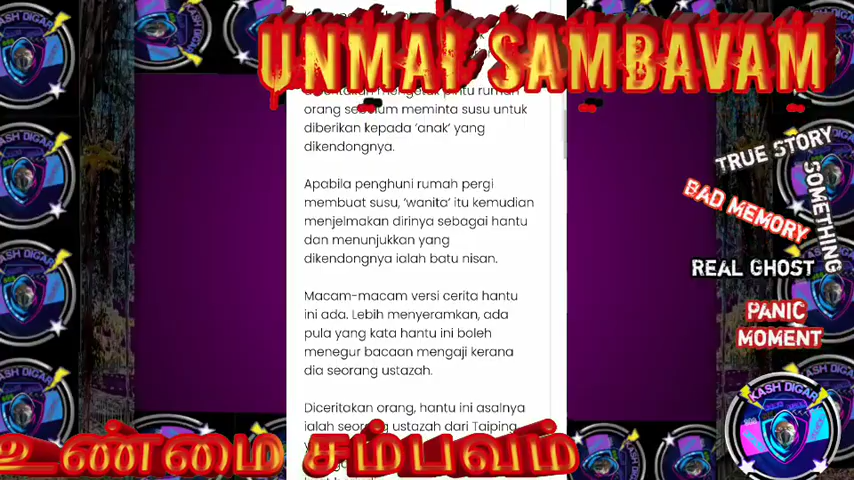 UNMAI SAMBAVAM
orang sebelum meminta susu untuk
diberikan kepada 'anak' yang
dikendongnya.
Apabila penghuni rumah pergi
membuat susu, 'wanita' itu kemudian
menjelmakan dirinya sebagai hantu
dan menunjukkan yang
dikendongnya ialah batu nisan.
Macam-macam versi cerita hantu
ini ada. Lebih menyeramkan, ada
pula yang kata hantu ini boleh
menegur bacaan mengaji kerana
dia seorang ustazah.
Diceritakan orang, hantu ini asalnya
ialah seorang ustazah dari Taiping
TRUE STORY
SOMETHING
BAD MEMORY
REAL GHOST
PANIC
MOMENT
KASH DIGAR
உண்மை சம்பவம்